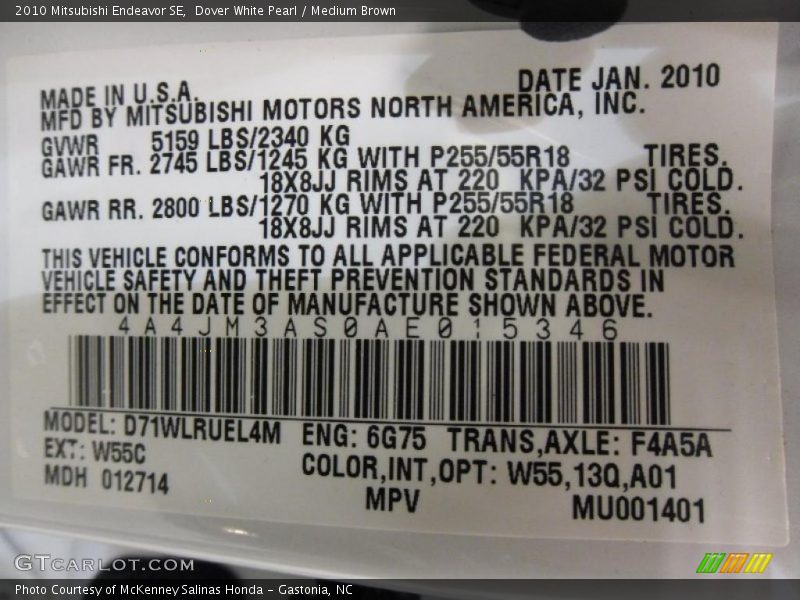 2010 Mitsubishi Endeavor SE,  Dover White Pearl / Medium Brown
MADE IN U.S.A. DATE JAN. 2010
MFD BY MITSUBISHI MOTORS NORTH AMERICA, INC.
GVWR 5159 LBS/2340 KG
GAWR FR. 2745 LBS/1245 KG WITH P255/55R18 TIRES.
18X8JJ RIMS AT 220 KPA/32 PSI COLD.
GAWR RR. 2800 LBS/1270 KG WITH P255/55R18 TIRES.
18X8JJ RIMS AT 220 KPA/32 PSI COLD.
THIS VEHICLE CONFORMS TO ALL APPLICABLE FEDERAL MOTOR
VEHICLE SAFETY AND THEFT PREVENTION STANDARDS IN
EFFECT ON THE DATE OF MANUFACTURE SHOWN ABOVE.
4A4JM3AS0AE015346
MODEL: D71WLRUEL4M ENG: 6G75 TRANS,AXLE: F4A5A
EXT: W55C COLOR,INT,OPT: W55,13Q,A01
MDH 012714 MPV MU001401
GTCARLOT.COM
Photo Courtesy of McKenney Salinas Honda - Gastonia, NC